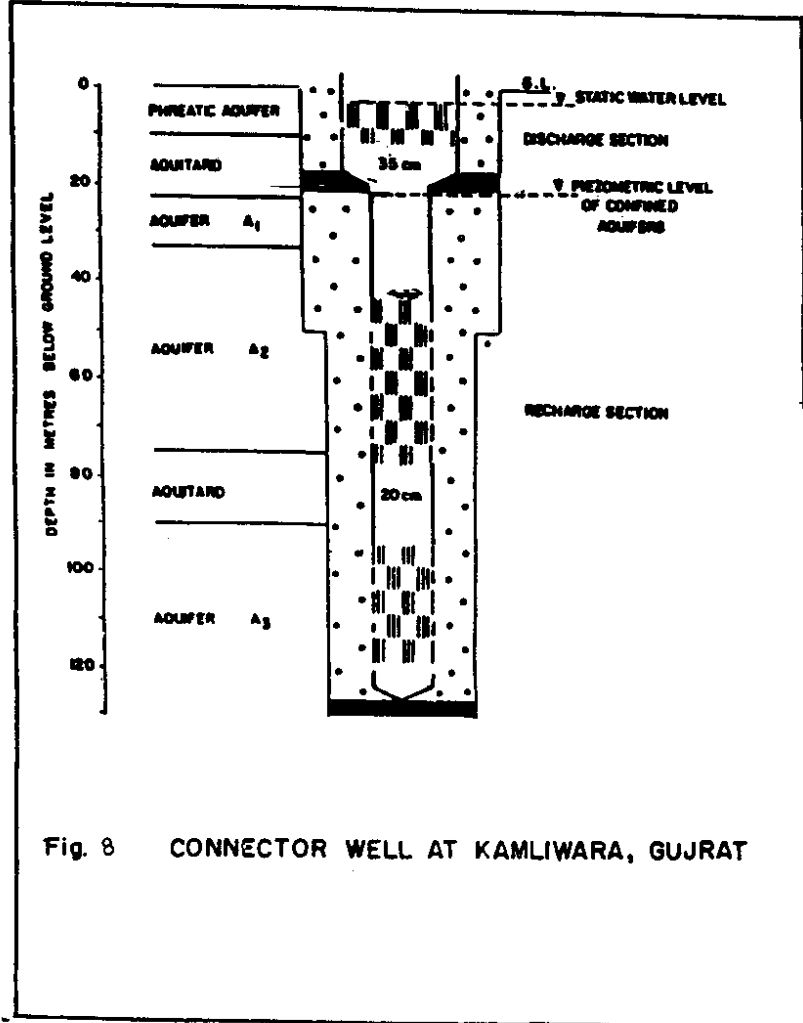 0
G.L.
STATIC WATER LEVEL
PHREATIC AQUIFER
DISCHARGE SECTION
AQUITARD
35 cm
20
PIEZOMETRIC LEVEL
OF CONFINED
AQUIFERS
AQUIFER A1
40
AQUIFER A2
60
RECHARGE SECTION
80
AQUITARD
20 cm
100
AQUIFER A3
120
DEPTH IN METRES BELOW GROUND LEVEL
Fig. 8 CONNECTOR WELL AT KAMLIWARA, GUJRAT